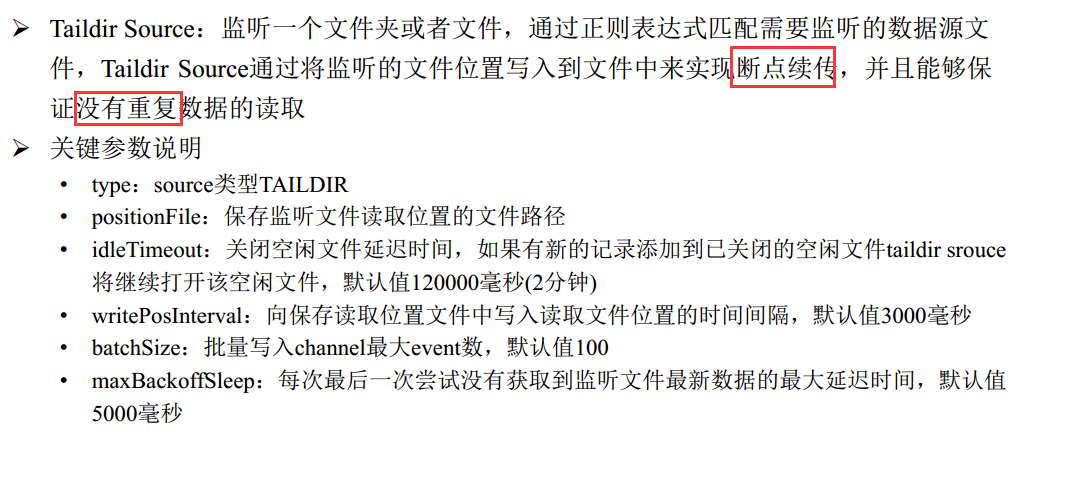 ➢ Taildir Source：监听一个文件夹或者文件，通过正则表达式匹配需要监听的数据源文
件，Taildir Source通过将监听的文件位置写入到文件中来实现断点续传，并且能够保
证没有重复数据的读取
➢ 关键参数说明
• type：source类型TAILDIR
• positionFile：保存监听文件读取位置的文件路径
• idleTimeout：关闭空闲文件延迟时间，如果有新的记录添加到已关闭的空闲文件taildir srouce
将继续打开该空闲文件，默认值120000毫秒(2分钟)
• writePosInterval：向保存读取位置文件中写入读取文件位置的时间间隔，默认值3000毫秒
• batchSize：批量写入channel最大event数，默认值100
• maxBackoffSleep：每次最后一次尝试没有获取到监听文件最新数据的最大延迟时间，默认值
5000毫秒